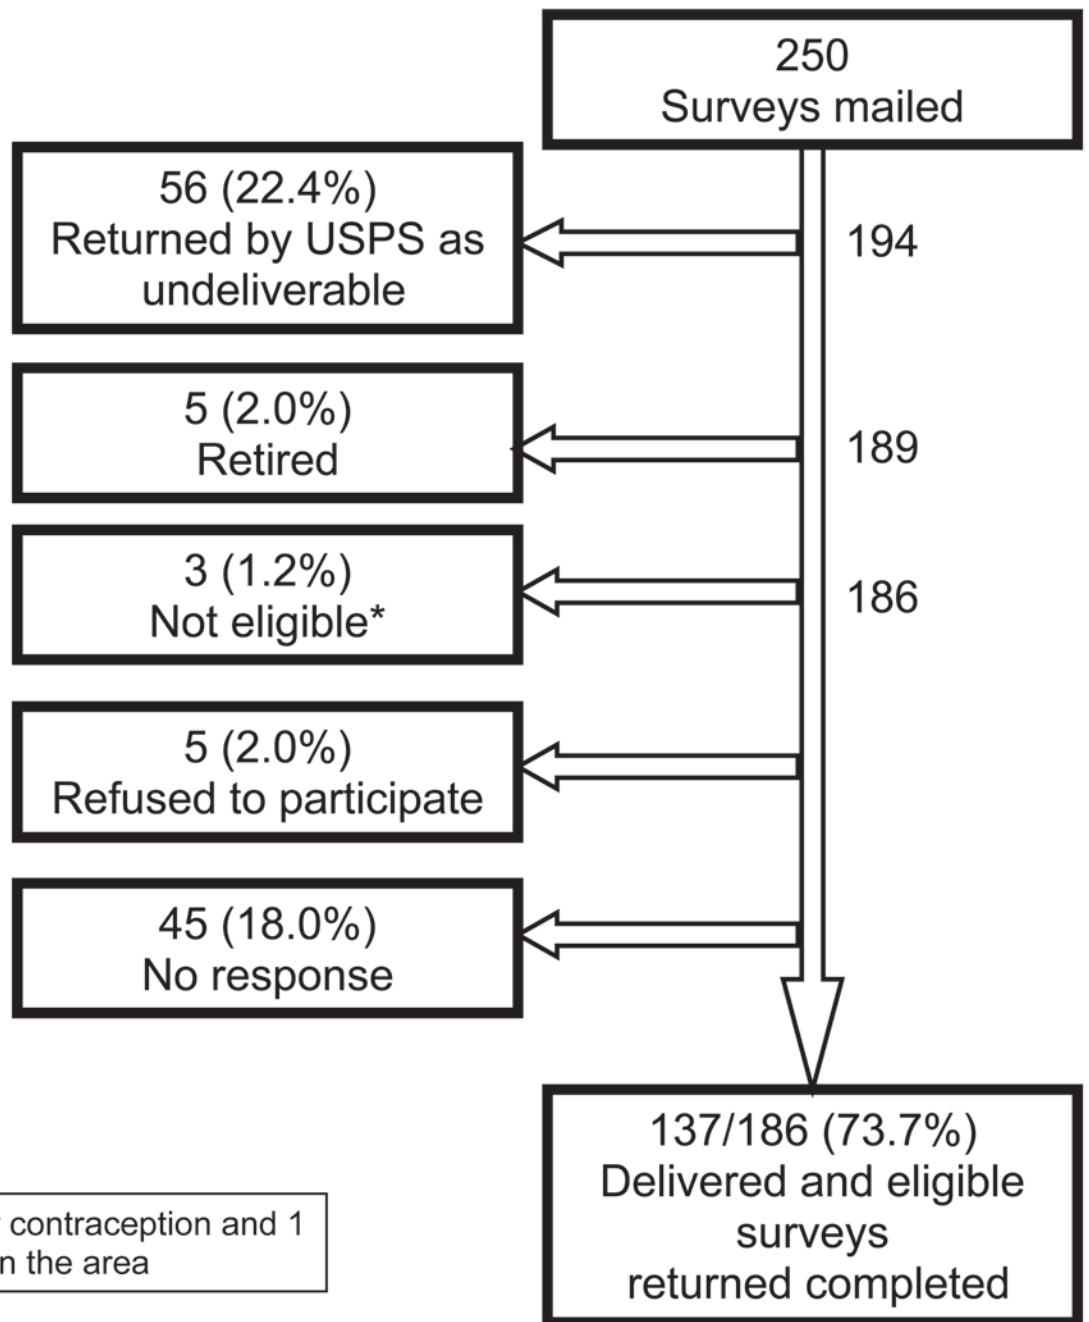 250
Surveys mailed
56 (22.4%)
Returned by USPS as
undeliverable
194
5 (2.0%)
Retired
189
3 (1.2%)
Not eligible*
186
5 (2.0%)
Refused to participate
45 (18.0%)
No response
137/186 (73.7%)
Delivered and eligible
surveys
returned completed
contraception and 1
the area